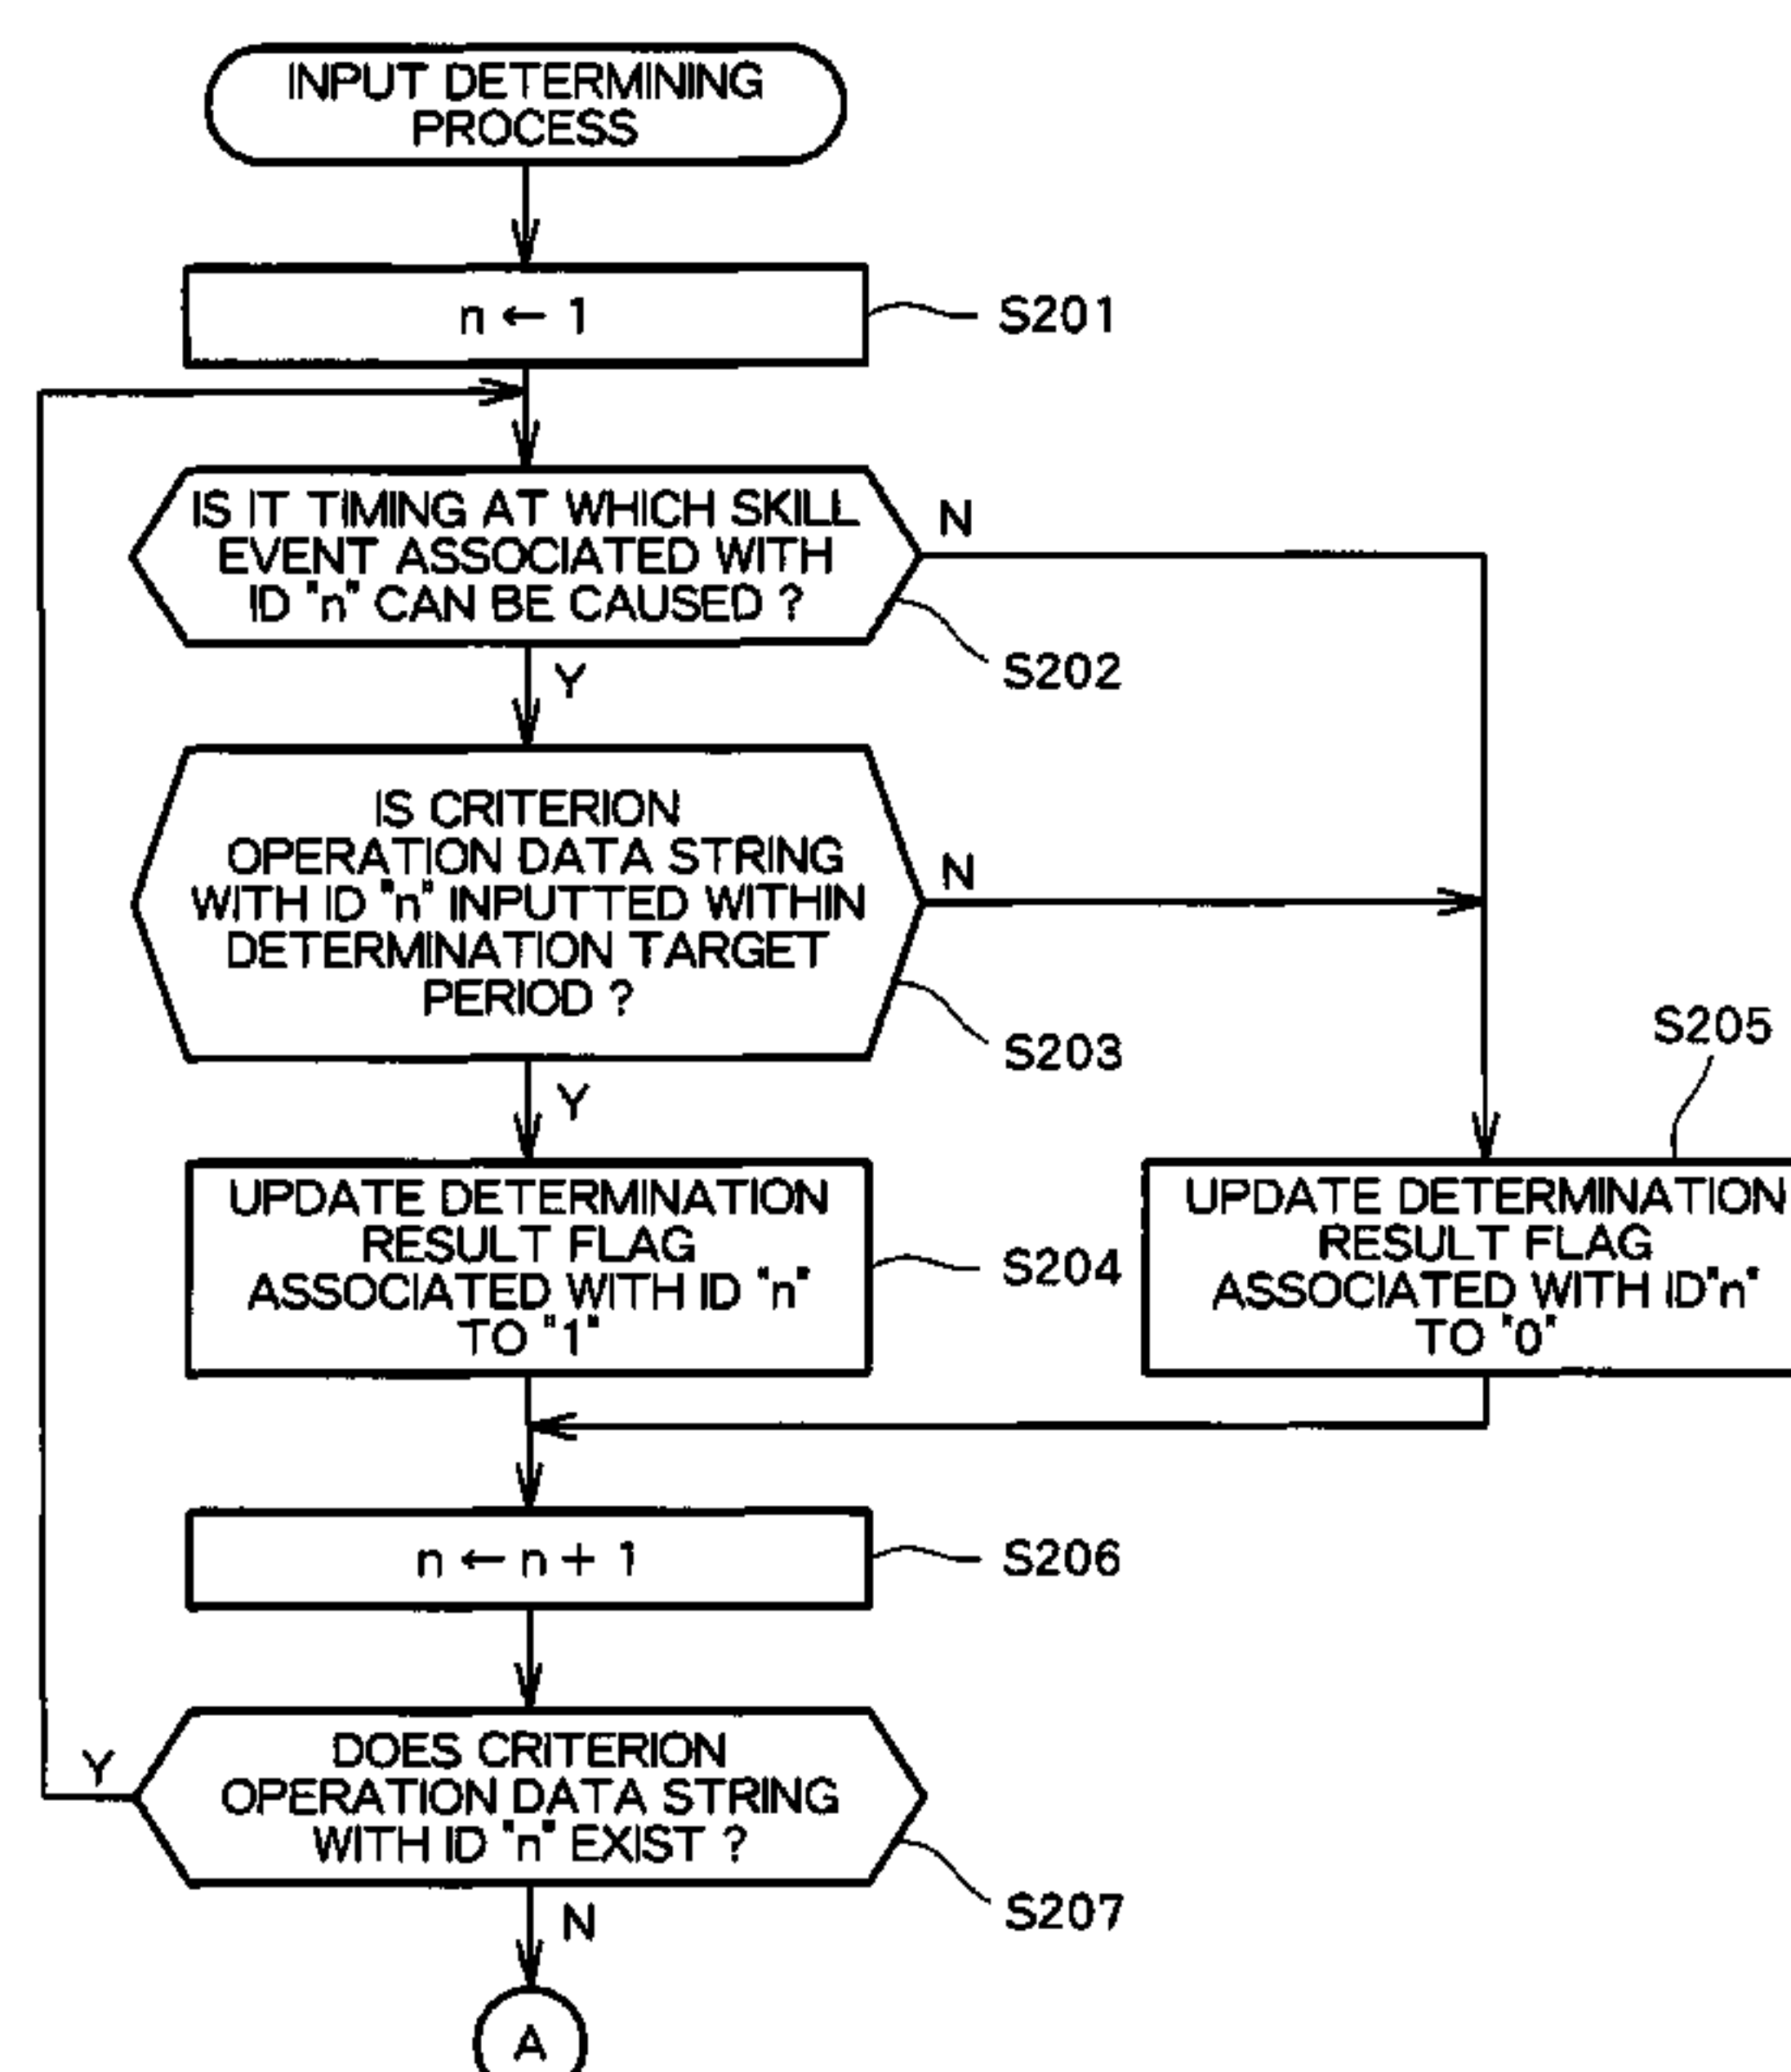 INPUT DETERMINING
PROCESS
n ← 1
S201
IS IT TIMING AT WHICH SKILL
EVENT ASSOCIATED WITH
ID "n" CAN BE CAUSED ?
N
S202
Y
IS CRITERION
OPERATION DATA STRING
WITH ID "n" INPUTTED WITHIN
DETERMINATION TARGET
PERIOD ?
N
S203
Y
S205
UPDATE DETERMINATION
RESULT FLAG
ASSOCIATED WITH ID "n"
TO "1"
S204
UPDATE DETERMINATION
RESULT FLAG
ASSOCIATED WITH ID"n"
TO "0"
n ← n + 1
S206
DOES CRITERION
OPERATION DATA STRING
WITH ID "n" EXIST ?
Y
S207
N
A